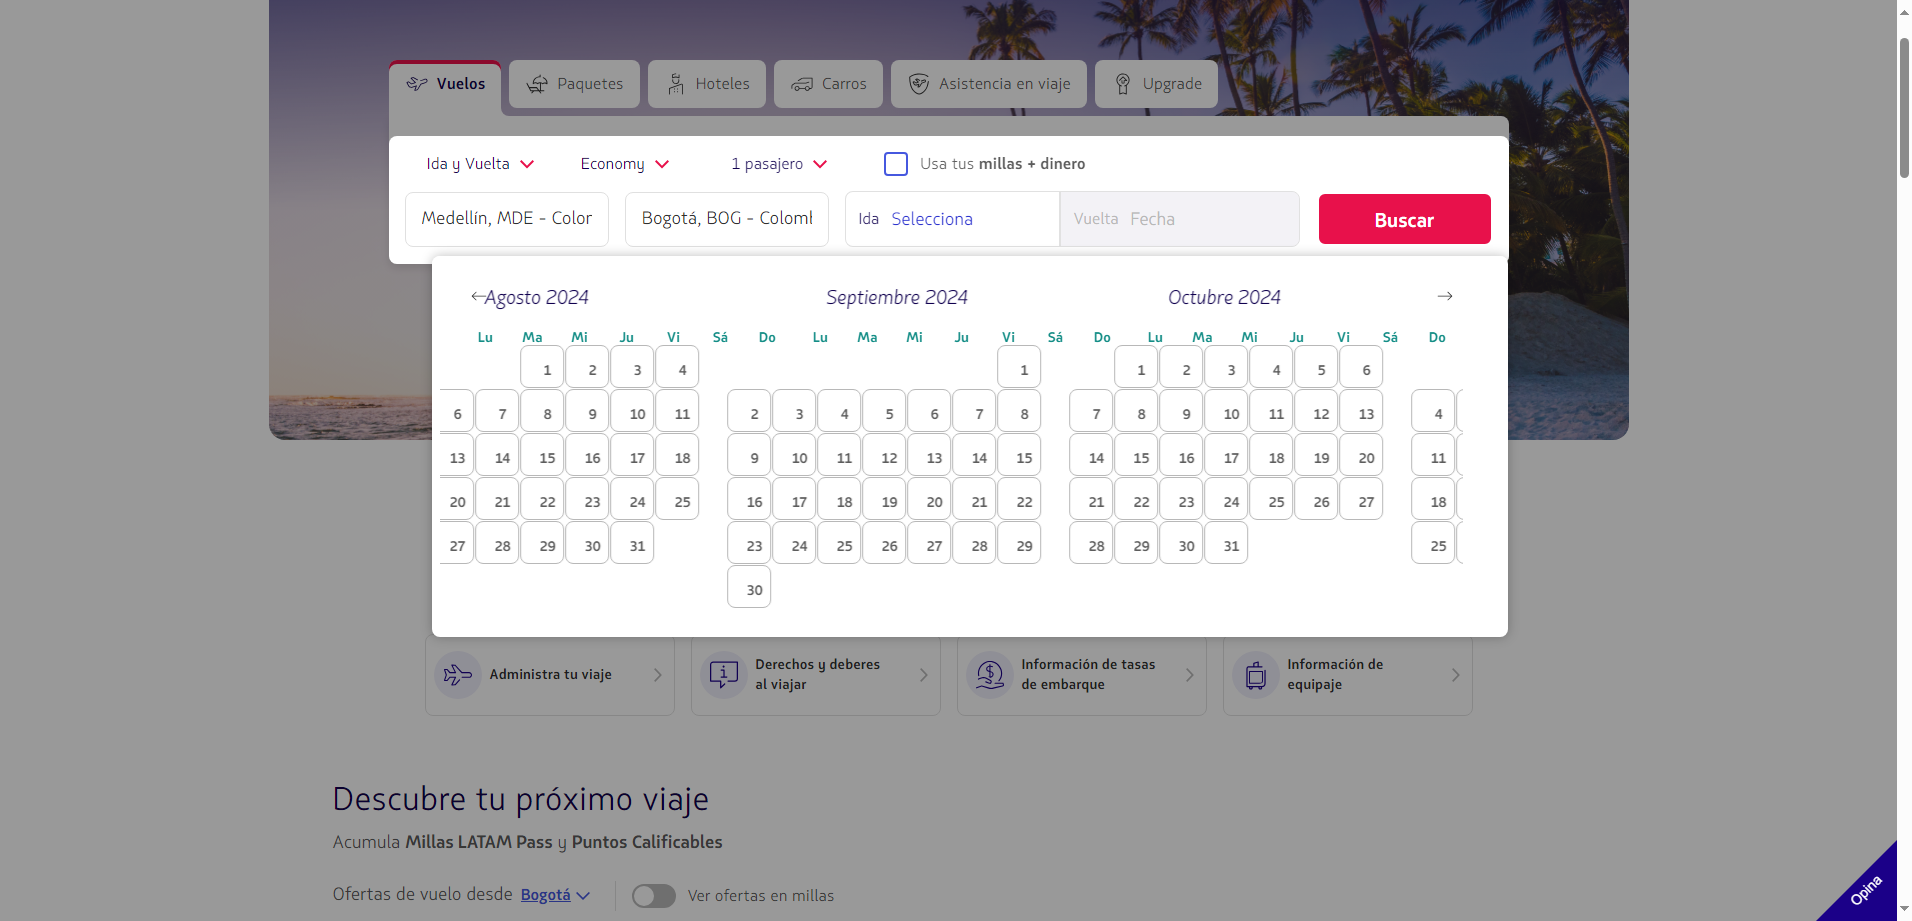 Vuelos Paquetes Hoteles Carros Asistencia en viaje Upgrade
Ida y Vuelta Economy 1 pasajero Usa tus millas + dinero
Medellín, MDE - Color Bogotá, BOG - Colom Ida Selecciona Vuelta Fecha Buscar
Agosto 2024 Septiembre 2024 Octubre 2024
Lu Ma Mi Ju Vi Sá Do Lu Ma Mi Ju Vi Sá Do Lu Ma Mi Ju Vi Sá Do
1 2 3 4 1 1 2 3 4 5 6
6 7 8 9 10 11 2 3 4 5 6 7 8 7 8 9 10 11 12 13 4
13 14 15 16 17 18 9 10 11 12 13 14 15 14 15 16 17 18 19 20 11
20 21 22 23 24 25 16 17 18 19 20 21 22 21 22 23 24 25 26 27 18
27 28 29 30 31 23 24 25 26 27 28 29 28 29 30 31 25
30
Administra tu viaje
Derechos y deberes
al viajar
Información de tasas
de embarque
Información de
equipaje
Descubre tu próximo viaje
Acumula Millas LATAM Pass y Puntos Calificables
Ofertas de vuelo desde Bogotá Ver ofertas en millas
Opina